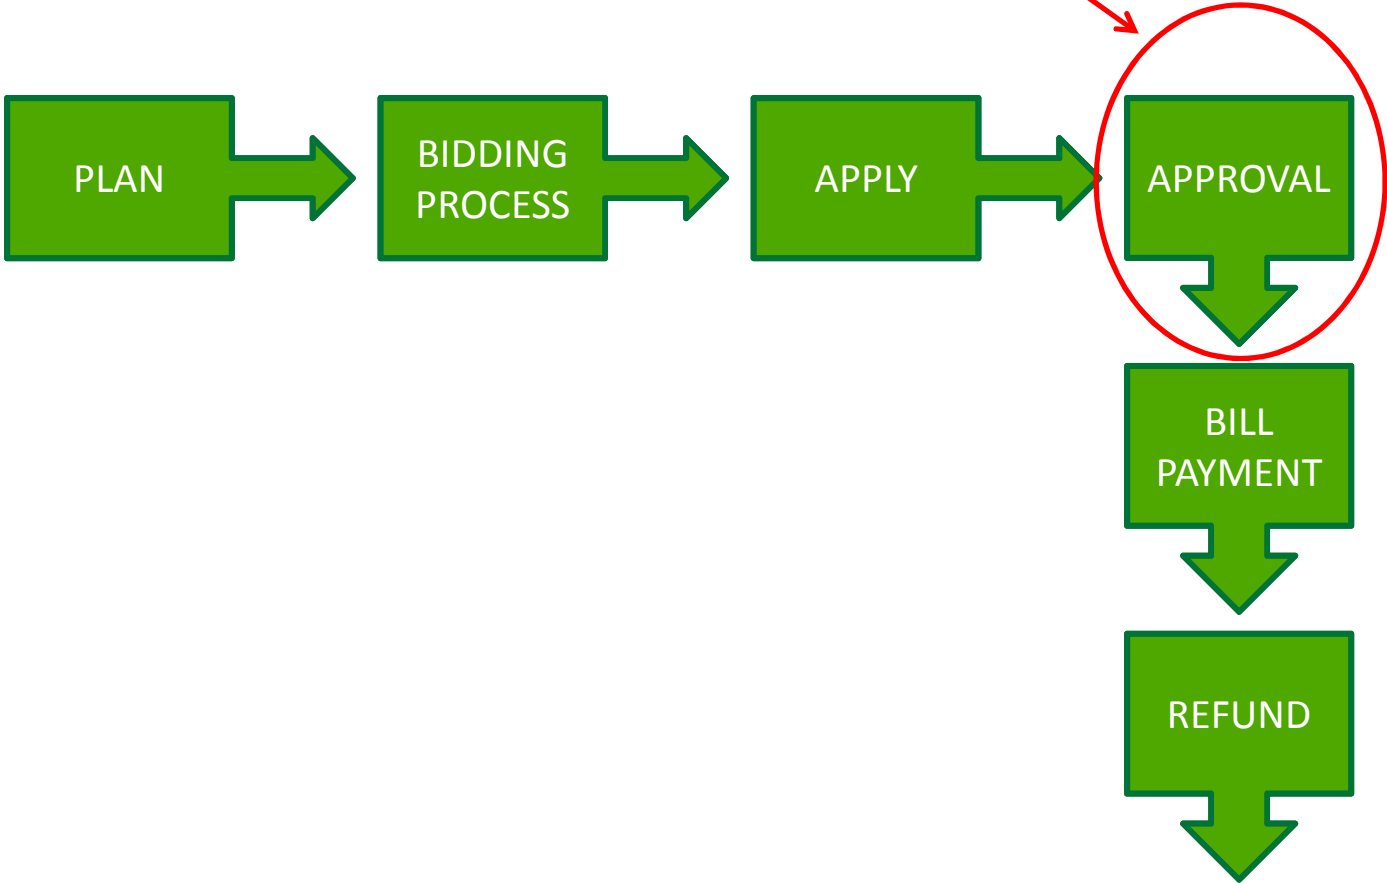 PLAN
BIDDING
PROCESS
APPLY
APPROVAL
BILL
PAYMENT
REFUND